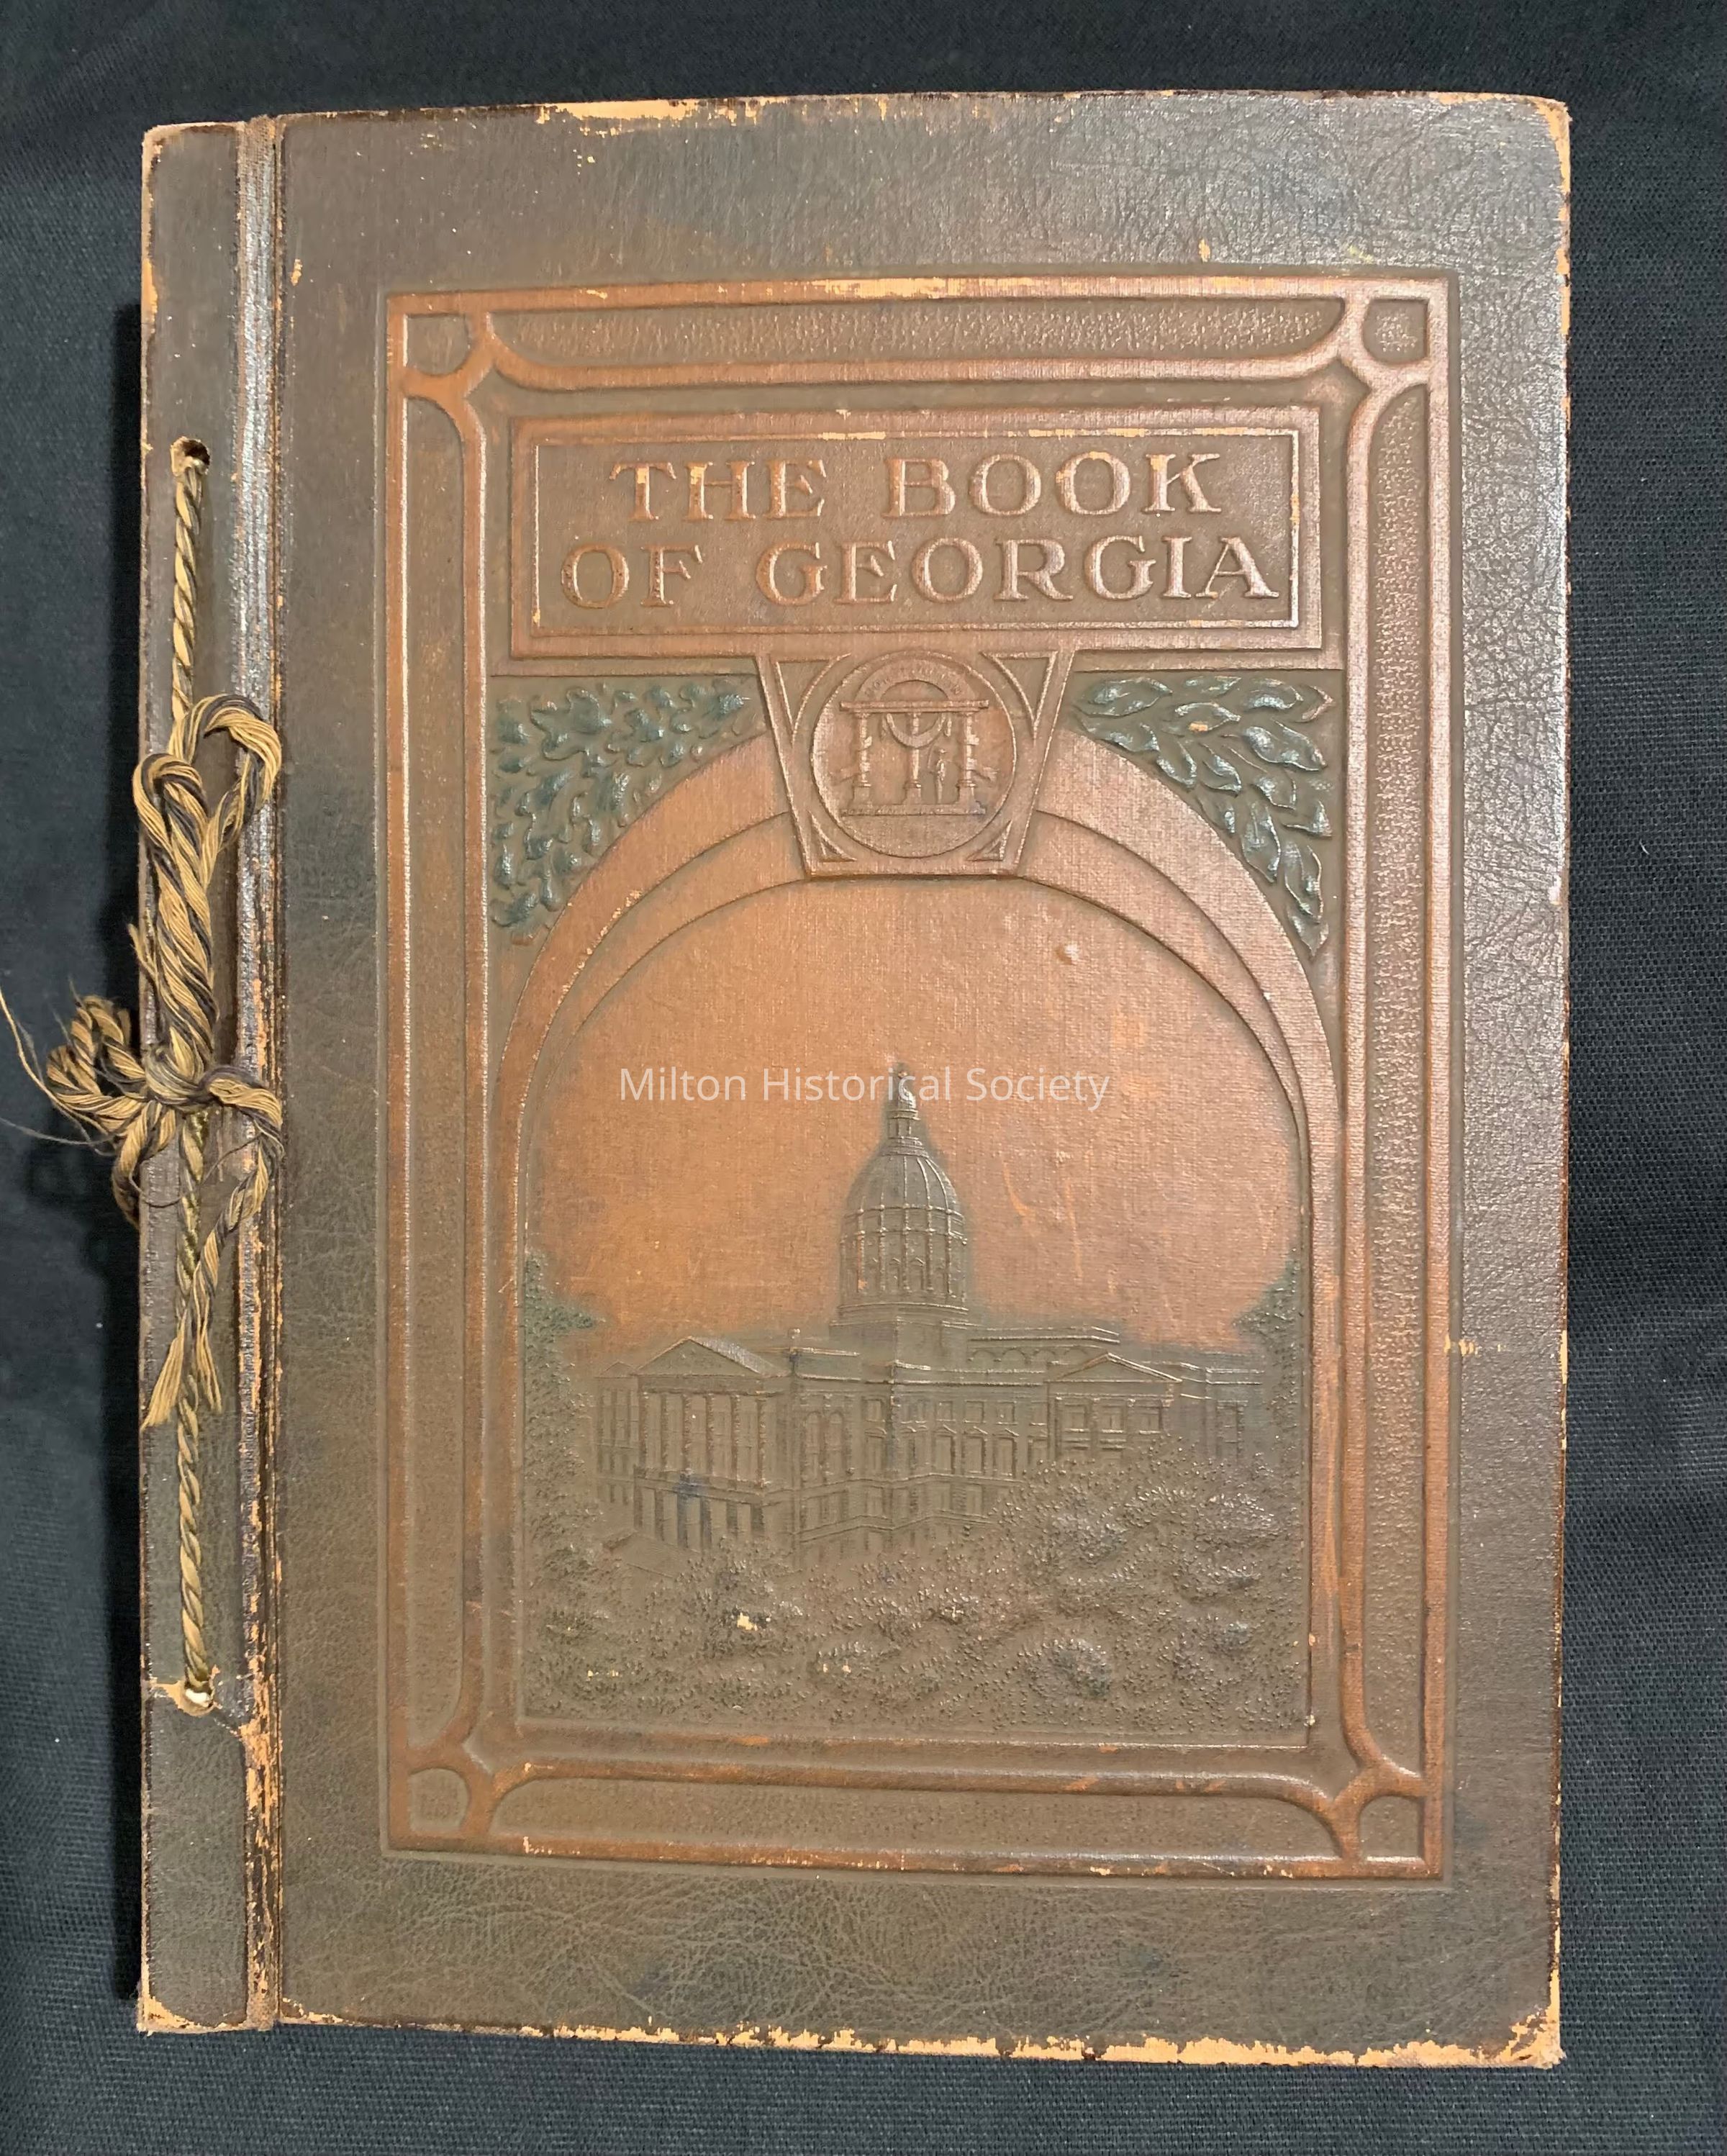 THE BOOK
OF GEORGIA
Milton Historical Society